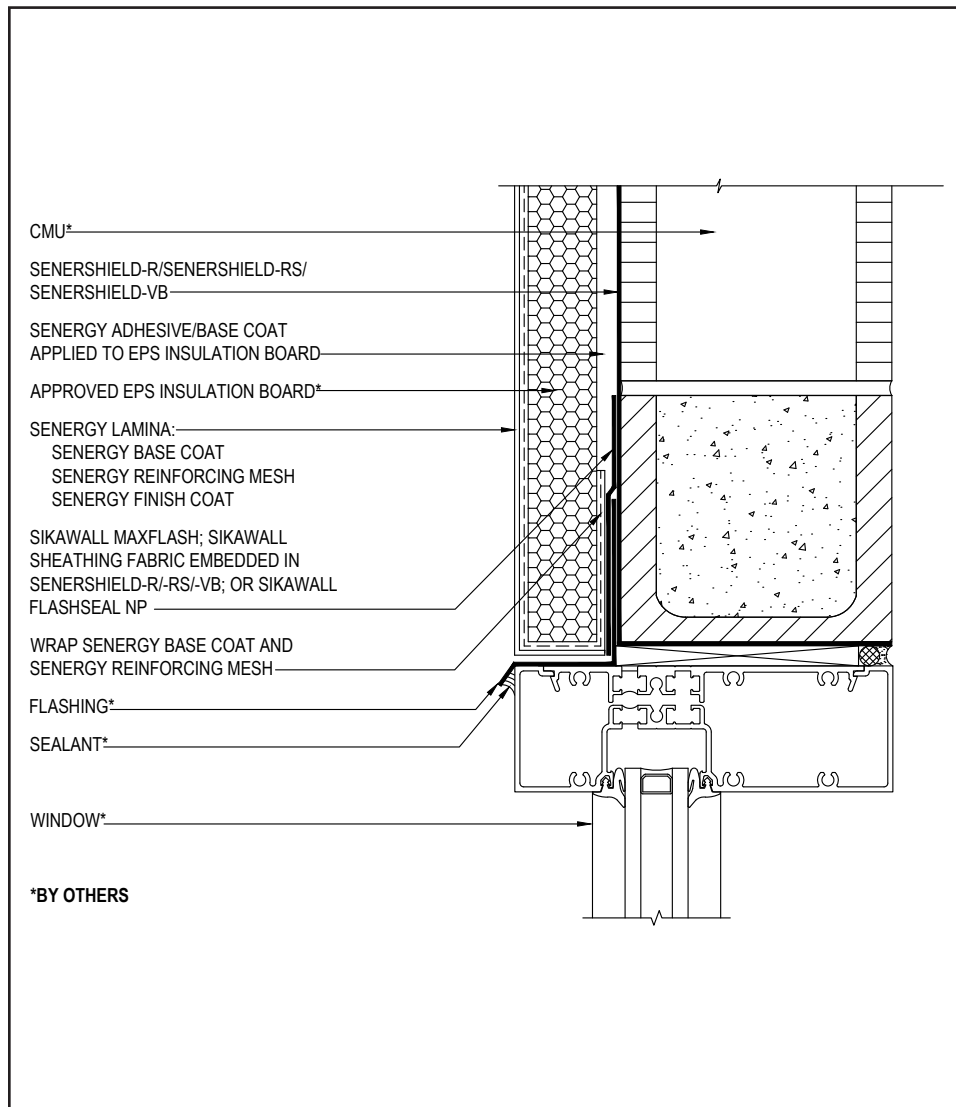 CMU*
SENERSHIELD-R/SENERSHIELD-RS/
SENERSHIELD-VB
SENERGY ADHESIVE/BASE COAT
APPLIED TO EPS INSULATION BOARD
APPROVED EPS INSULATION BOARD*
SENERGY LAMINA:
SENERGY BASE COAT
SENERGY REINFORCING MESH
SENERGY FINISH COAT
SIKAWALL MAXFLASH; SIKAWALL
SHEATHING FABRIC EMBEDDED IN
SENERSHIELD-R/-RS/-VB; OR SIKAWALL
FLASHSEAL NP
WRAP SENERGY BASE COAT AND
SENERGY REINFORCING MESH
FLASHING*
SEALANT*
WINDOW*
*BY OTHERS